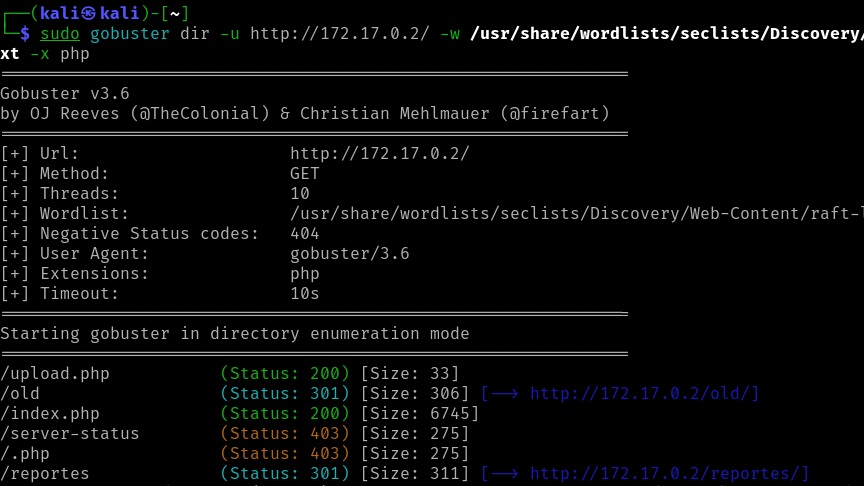 ┌──(kali㉿kali)-[~]
└─$ sudo gobuster dir -u http://172.17.0.2/ -w /usr/share/wordlists/seclists/Discovery/
xt -x php
===============================================================
Gobuster v3.6
by OJ Reeves (@TheColonial) & Christian Mehlmauer (@firefart)
===============================================================
[+] Url: http://172.17.0.2/
[+] Method: GET
[+] Threads: 10
[+] Wordlist: /usr/share/wordlists/seclists/Discovery/Web-Content/raft-l
[+] Negative Status codes: 404
[+] User Agent: gobuster/3.6
[+] Extensions: php
[+] Timeout: 10s
===============================================================
Starting gobuster in directory enumeration mode
===============================================================
/upload.php (Status: 200) [Size: 33]
/old (Status: 301) [Size: 306] [--> http://172.17.0.2/old/]
/index.php (Status: 200) [Size: 6745]
/server-status (Status: 403) [Size: 275]
/.php (Status: 403) [Size: 275]
/reportes (Status: 301) [Size: 311] [--> http://172.17.0.2/reportes/]